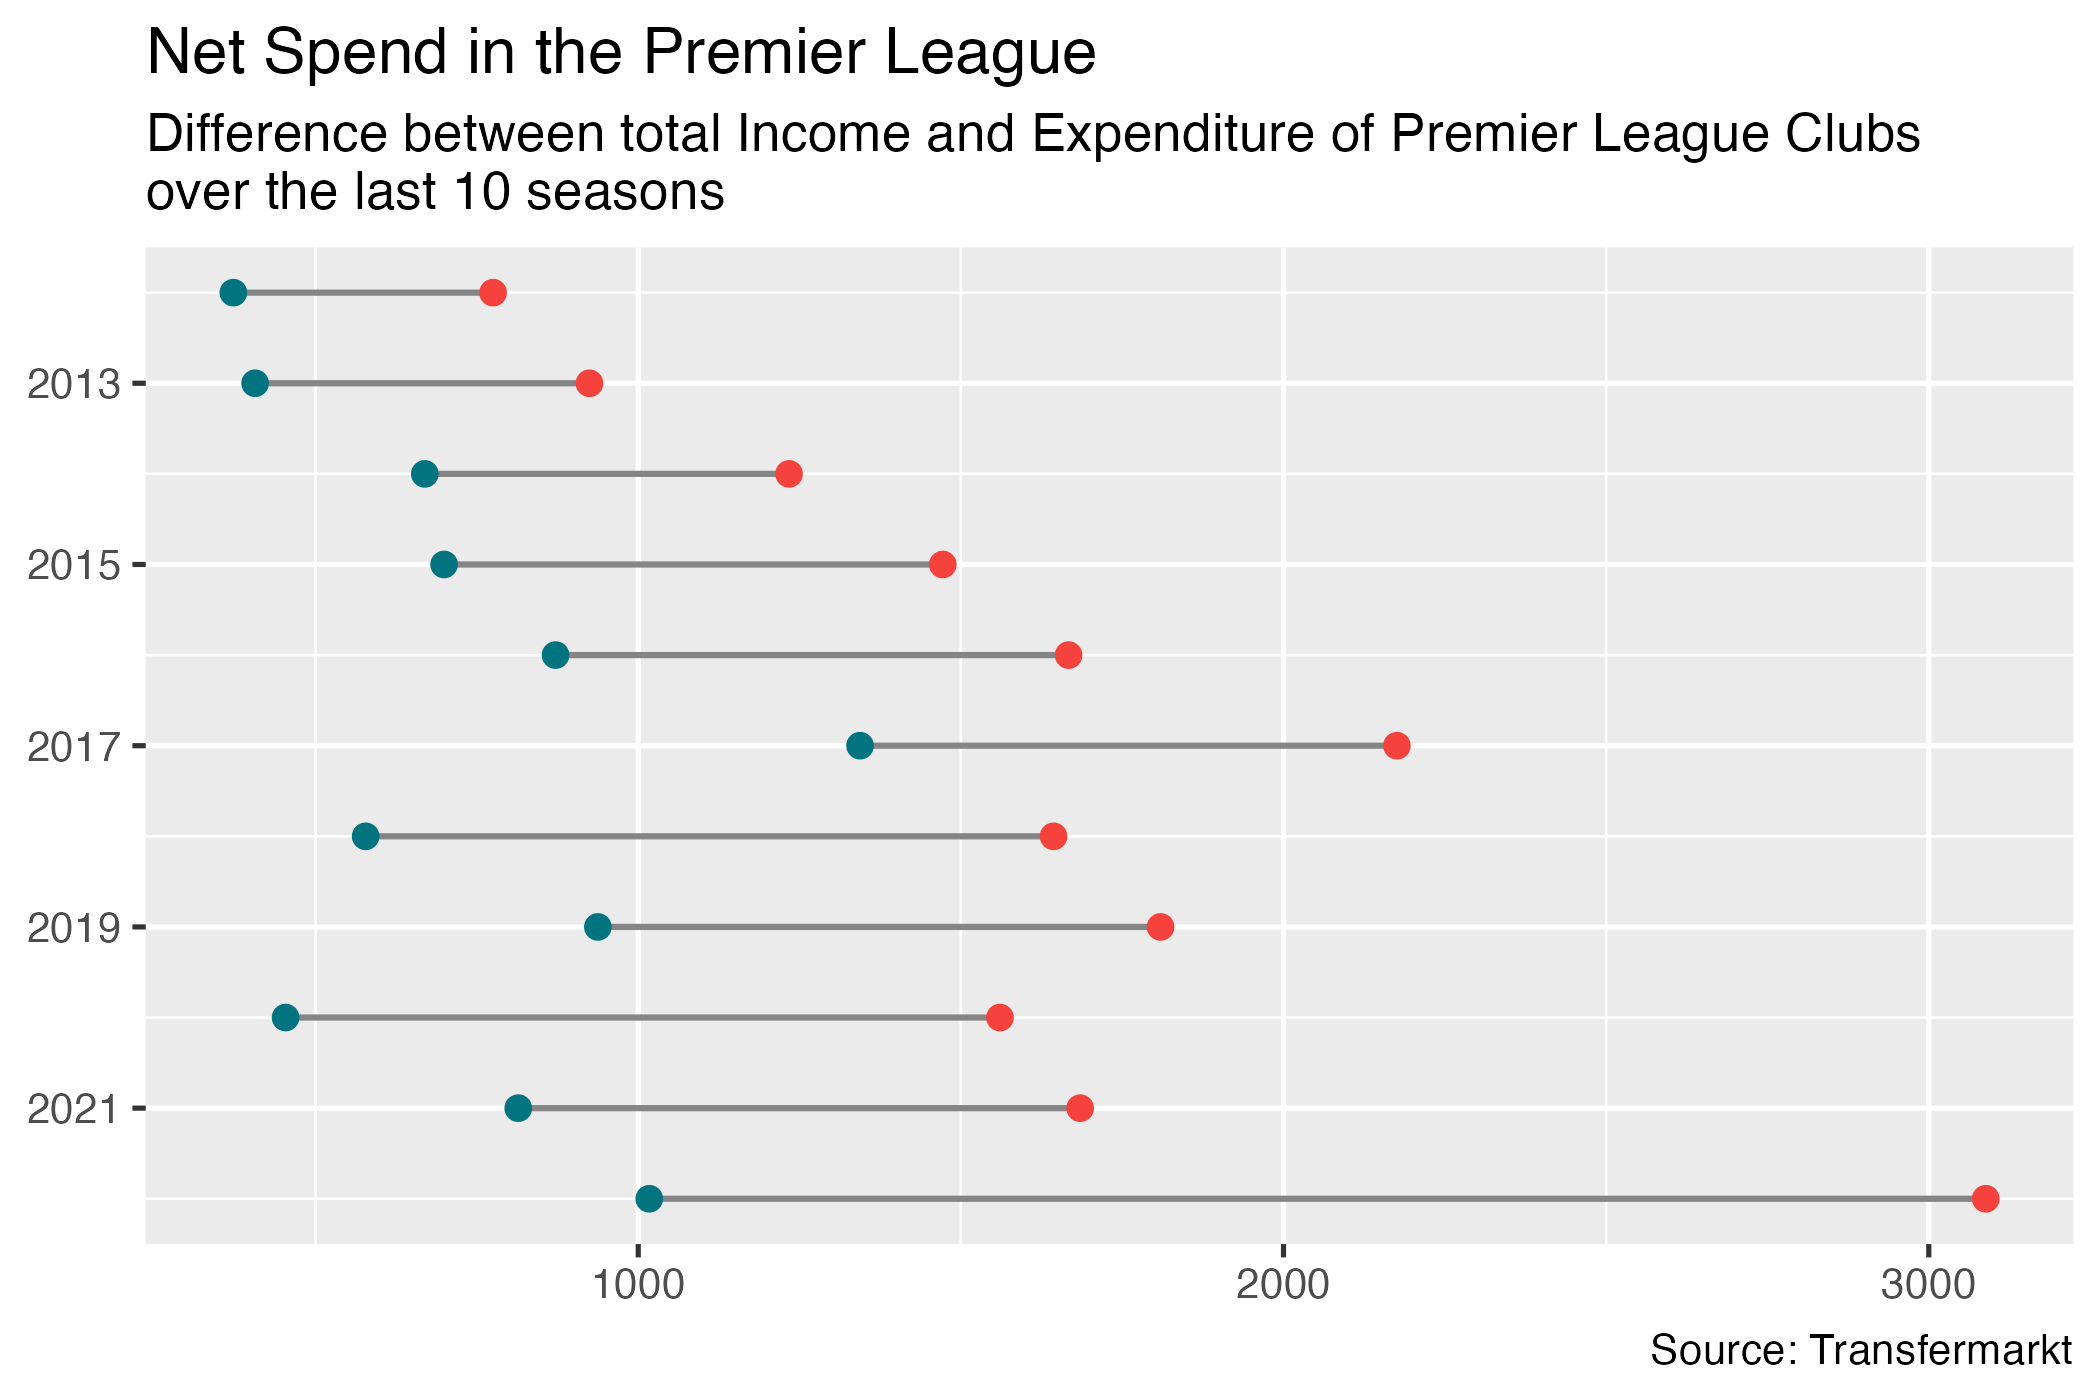 Net Spend in the Premier League
Difference between total Income and Expenditure of Premier League Clubs
over the last 10 seasons
2013
2015
2017
2019
2021
1000
2000
3000
Source: Transfermarkt